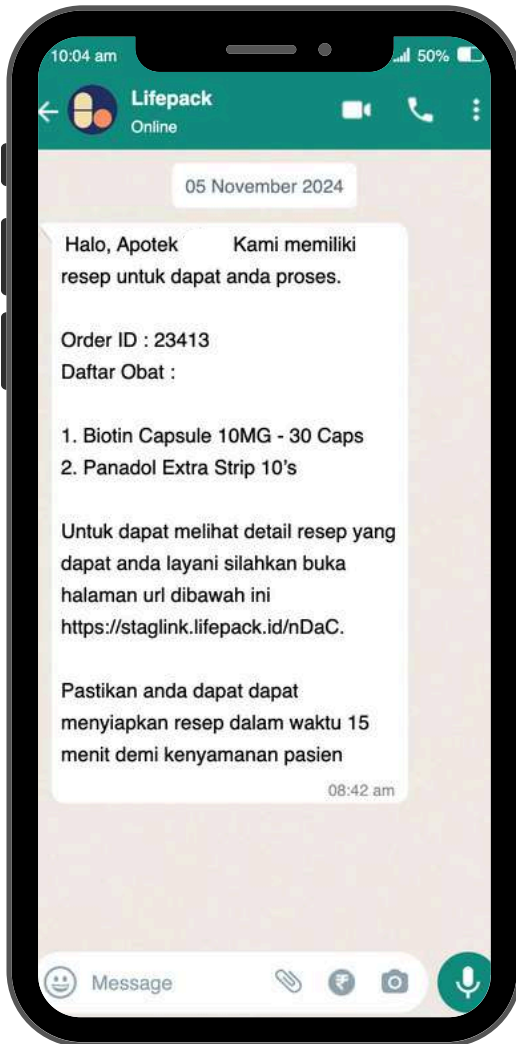 10:04 am
50%
Lifepack
Online
05 November 2024
Halo, Apotek Kami memiliki
resep untuk dapat anda proses.
Order ID : 23413
Daftar Obat :
1. Biotin Capsule 10MG - 30 Caps
2. Panadol Extra Strip 10's
Untuk dapat melihat detail resep yang
dapat anda layani silahkan buka
halaman url dibawah ini
https://staglink.lifepack.id/nDaC.
Pastikan anda dapat dapat
menyiapkan resep dalam waktu 15
menit demi kenyamanan pasien
08:42 am
Message